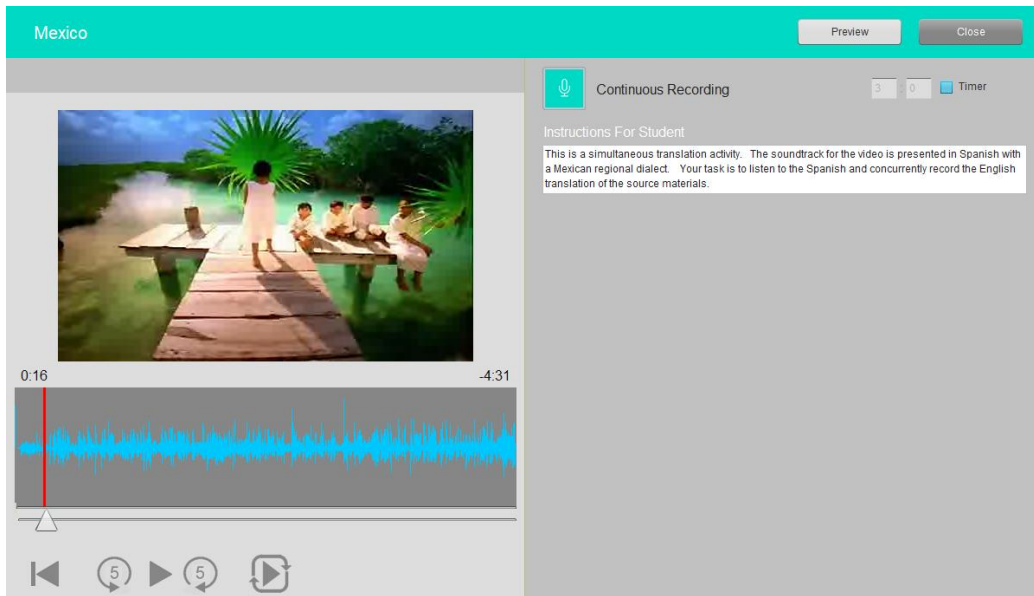 Mexico
Preview
Close
Continuous Recording
3 : 0
Timer
Instructions For Student
This is a simultaneous translation activity. The soundtrack for the video is presented in Spanish with
a Mexican regional dialect. Your task is to listen to the Spanish and concurrently record the English
translation of the source materials.
0:16
-4:31
5
5